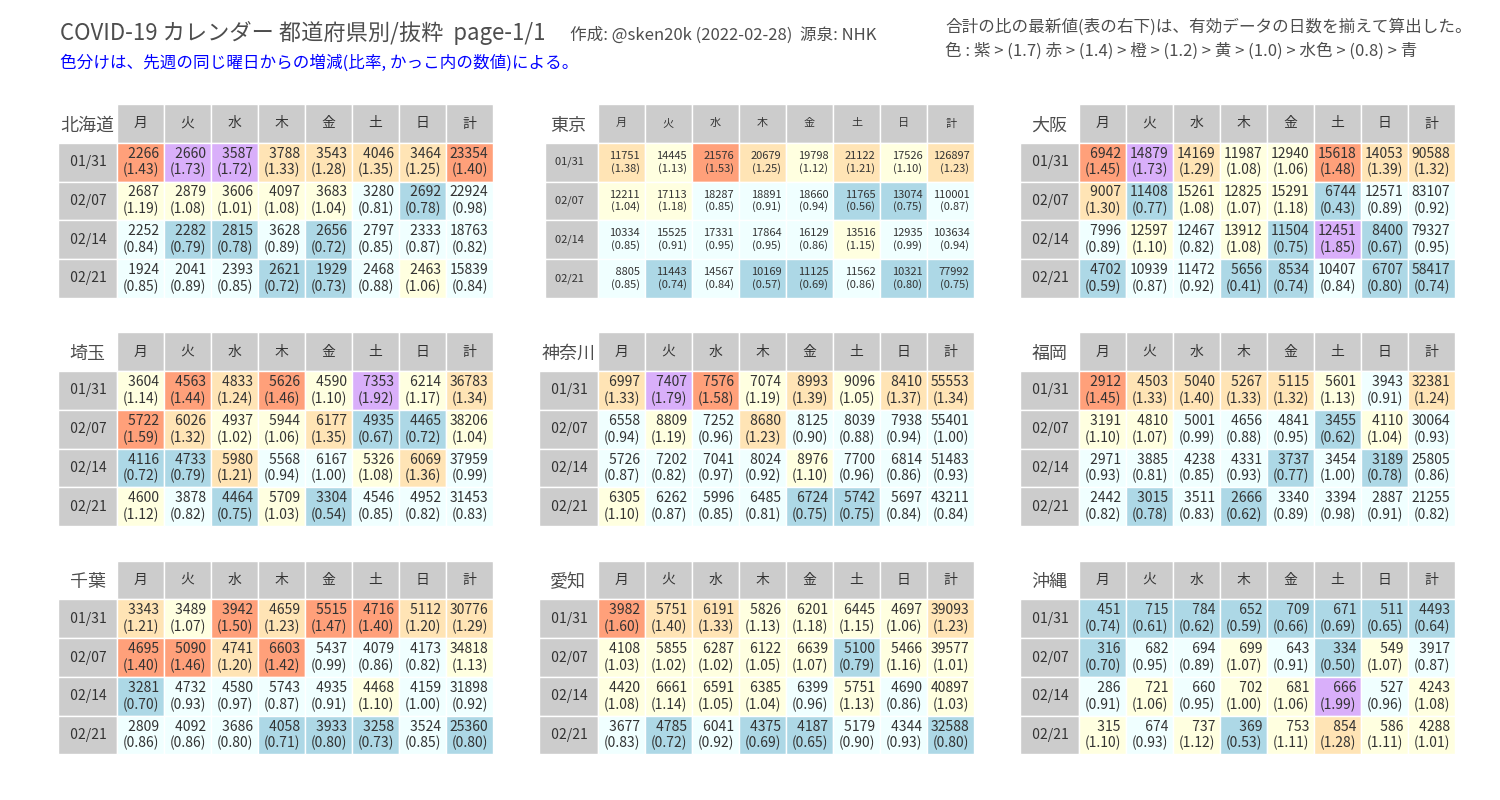 COVID-19 カレンダー 都道府県別/抜粋 page-1/1 作成: @sken20k (2022-02-28) 源泉: NHK
色分けは、先週の同じ曜日からの増減(比率, かっこ内の数値)による。
合計の比の最新値(表の右下)は、有効データの日数を揃えて算出した。
色 : 紫 > (1.7) 赤 > (1.4) > 橙 > (1.2) > 黄 > (1.0) > 水色 > (0.8) > 青
北海道 月 火 水 木 金 土 日 計
01/31 2266 2660 3587 3788 3543 4046 3464 23354
(1.43) (1.73) (1.72) (1.33) (1.28) (1.35) (1.25) (1.40)
02/07 2687 2879 3606 4097 3683 3280 2692 22924
(1.19) (1.08) (1.01) (1.08) (1.04) (0.81) (0.78) (0.98)
02/14 2252 2282 2815 3628 2656 2797 2333 18763
(0.84) (0.79) (0.78) (0.89) (0.72) (0.85) (0.87) (0.82)
02/21 1924 2041 2393 2621 1929 2468 2463 15839
(0.85) (0.89) (0.85) (0.72) (0.73) (0.88) (1.06) (0.84)
東京 月 火 水 木 金 土 日 計
01/31 11751 14445 21576 20679 19798 21122 17526 126897
(1.38) (1.13) (1.53) (1.25) (1.12) (1.21) (1.10) (1.23)
02/07 12211 17113 18287 18891 18660 11765 13074 110001
(1.04) (1.18) (0.85) (0.91) (0.94) (0.56) (0.75) (0.87)
02/14 10334 15525 17331 17864 16129 13516 12935 103634
(0.85) (0.91) (0.95) (0.95) (0.86) (1.15) (0.99) (0.94)
02/21 8805 11443 14567 10169 11125 11562 10321 77992
(0.85) (0.74) (0.84) (0.57) (0.69) (0.86) (0.80) (0.75)
大阪 月 火 水 木 金 土 日 計
01/31 6942 14879 14169 11987 12940 15618 14053 90588
(1.45) (1.73) (1.29) (1.08) (1.06) (1.48) (1.39) (1.32)
02/07 9007 11408 15261 12825 15291 6744 12571 83107
(1.30) (0.77) (1.08) (1.07) (1.18) (0.43) (0.89) (0.92)
02/14 7996 12597 12467 13912 11504 12451 8400 79327
(0.89) (1.10) (0.82) (1.08) (0.75) (1.85) (0.67) (0.95)
02/21 4702 10939 11472 5656 8534 10407 6707 58417
(0.59) (0.87) (0.92) (0.41) (0.74) (0.84) (0.80) (0.74)
埼玉 月 火 水 木 金 土 日 計
01/31 3604 4563 4833 5626 4590 7353 6214 36783
(1.14) (1.44) (1.24) (1.46) (1.10) (1.92) (1.17) (1.34)
02/07 5722 6026 4937 5944 6177 4935 4465 38206
(1.59) (1.32) (1.02) (1.06) (1.35) (0.67) (0.72) (1.04)
02/14 4116 4733 5980 5568 6167 5326 6069 37959
(0.72) (0.79) (1.21) (0.94) (1.00) (1.08) (1.36) (0.99)
02/21 4600 3878 4464 5709 3304 4546 4952 31453
(1.12) (0.82) (0.75) (1.03) (0.54) (0.85) (0.82) (0.83)
神奈川 月 火 水 木 金 土 日 計
01/31 6997 7407 7576 7074 8993 9096 8410 55553
(1.33) (1.79) (1.58) (1.19) (1.39) (1.05) (1.37) (1.34)
02/07 6558 8809 7252 8680 8125 8039 7938 55401
(0.94) (1.19) (0.96) (1.23) (0.90) (0.88) (0.94) (1.00)
02/14 5726 7202 7041 8024 8976 7700 6814 51483
(0.87) (0.82) (0.97) (0.92) (1.10) (0.96) (0.86) (0.93)
02/21 6305 6262 5996 6485 6724 5742 5697 43211
(1.10) (0.87) (0.85) (0.81) (0.75) (0.75) (0.84) (0.84)
福岡 月 火 水 木 金 土 日 計
01/31 2912 4503 5040 5267 5115 5601 3943 32381
(1.45) (1.33) (1.40) (1.33) (1.32) (1.13) (0.91) (1.24)
02/07 3191 4810 5001 4656 4841 3455 4110 30064
(1.10) (1.07) (0.99) (0.88) (0.95) (0.62) (1.04) (0.93)
02/14 2971 3885 4238 4331 3737 3454 3189 25805
(0.93) (0.81) (0.85) (0.93) (0.77) (1.00) (0.78) (0.86)
02/21 2442 3015 3511 2666 3340 3394 2887 21255
(0.82) (0.78) (0.83) (0.62) (0.89) (0.98) (0.91) (0.82)
千葉 月 火 水 木 金 土 日 計
01/31 3343 3489 3942 4659 5515 4716 5112 30776
(1.21) (1.07) (1.50) (1.23) (1.47) (1.40) (1.20) (1.29)
02/07 4695 5090 4741 6603 5437 4079 4173 34818
(1.40) (1.46) (1.20) (1.42) (0.99) (0.86) (0.82) (1.13)
02/14 3281 4732 4580 5743 4935 4468 4159 31898
(0.70) (0.93) (0.97) (0.87) (0.91) (1.10) (1.00) (0.92)
02/21 2809 4092 3686 4058 3933 3258 3524 25360
(0.86) (0.86) (0.80) (0.71) (0.80) (0.73) (0.85) (0.80)
愛知 月 火 水 木 金 土 日 計
01/31 3982 5751 6191 5826 6201 6445 4697 39093
(1.60) (1.40) (1.33) (1.13) (1.18) (1.15) (1.06) (1.23)
02/07 4108 5855 6287 6122 6639 5100 5466 39577
(1.03) (1.02) (1.02) (1.05) (1.07) (0.79) (1.16) (1.01)
02/14 4420 6661 6591 6385 6399 5751 4690 40897
(1.08) (1.14) (1.05) (1.04) (0.96) (1.13) (0.86) (1.03)
02/21 3677 4785 6041 4375 4187 5179 4344 32588
(0.83) (0.72) (0.92) (0.69) (0.65) (0.90) (0.93) (0.80)
沖縄 月 火 水 木 金 土 日 計
01/31 451 715 784 652 709 671 511 4493
(0.74) (0.61) (0.62) (0.59) (0.66) (0.69) (0.65) (0.64)
02/07 316 682 694 699 643 334 549 3917
(0.70) (0.95) (0.89) (1.07) (0.91) (0.50) (1.07) (0.87)
02/14 286 721 660 702 681 666 527 4243
(0.91) (1.06) (0.95) (1.00) (1.06) (1.99) (0.96) (1.08)
02/21 315 674 737 369 753 854 586 4288
(1.10) (0.93) (1.12) (0.53) (1.11) (1.28) (1.11) (1.01)